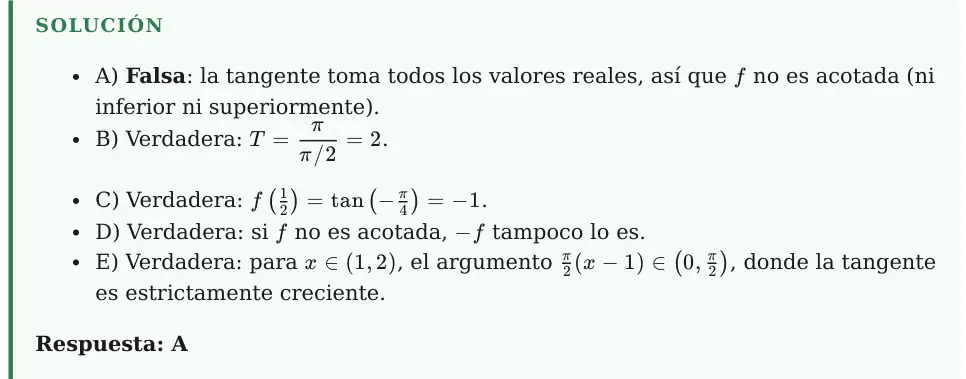 SOLUCIÓN
• A) Falsa: la tangente toma todos los valores reales, así que f no es acotada (ni
inferior ni superiormente).
• B) Verdadera: T = π / (π/2) = 2.
• C) Verdadera: f(1/2) = tan(−π/4) = −1.
• D) Verdadera: si f no es acotada, −f tampoco lo es.
• E) Verdadera: para x ∈ (1, 2), el argumento π/2(x − 1) ∈ (0, π/2), donde la tangente
es estrictamente creciente.
Respuesta: A